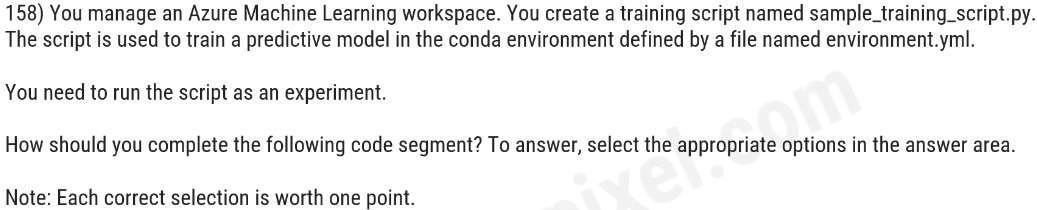 158) You manage an Azure Machine Learning workspace. You create a training script named sample_training_script.py.
The script is used to train a predictive model in the conda environment defined by a file named environment.yml.
You need to run the script as an experiment.
How should you complete the following code segment? To answer, select the appropriate options in the answer area.
Note: Each correct selection is worth one point.